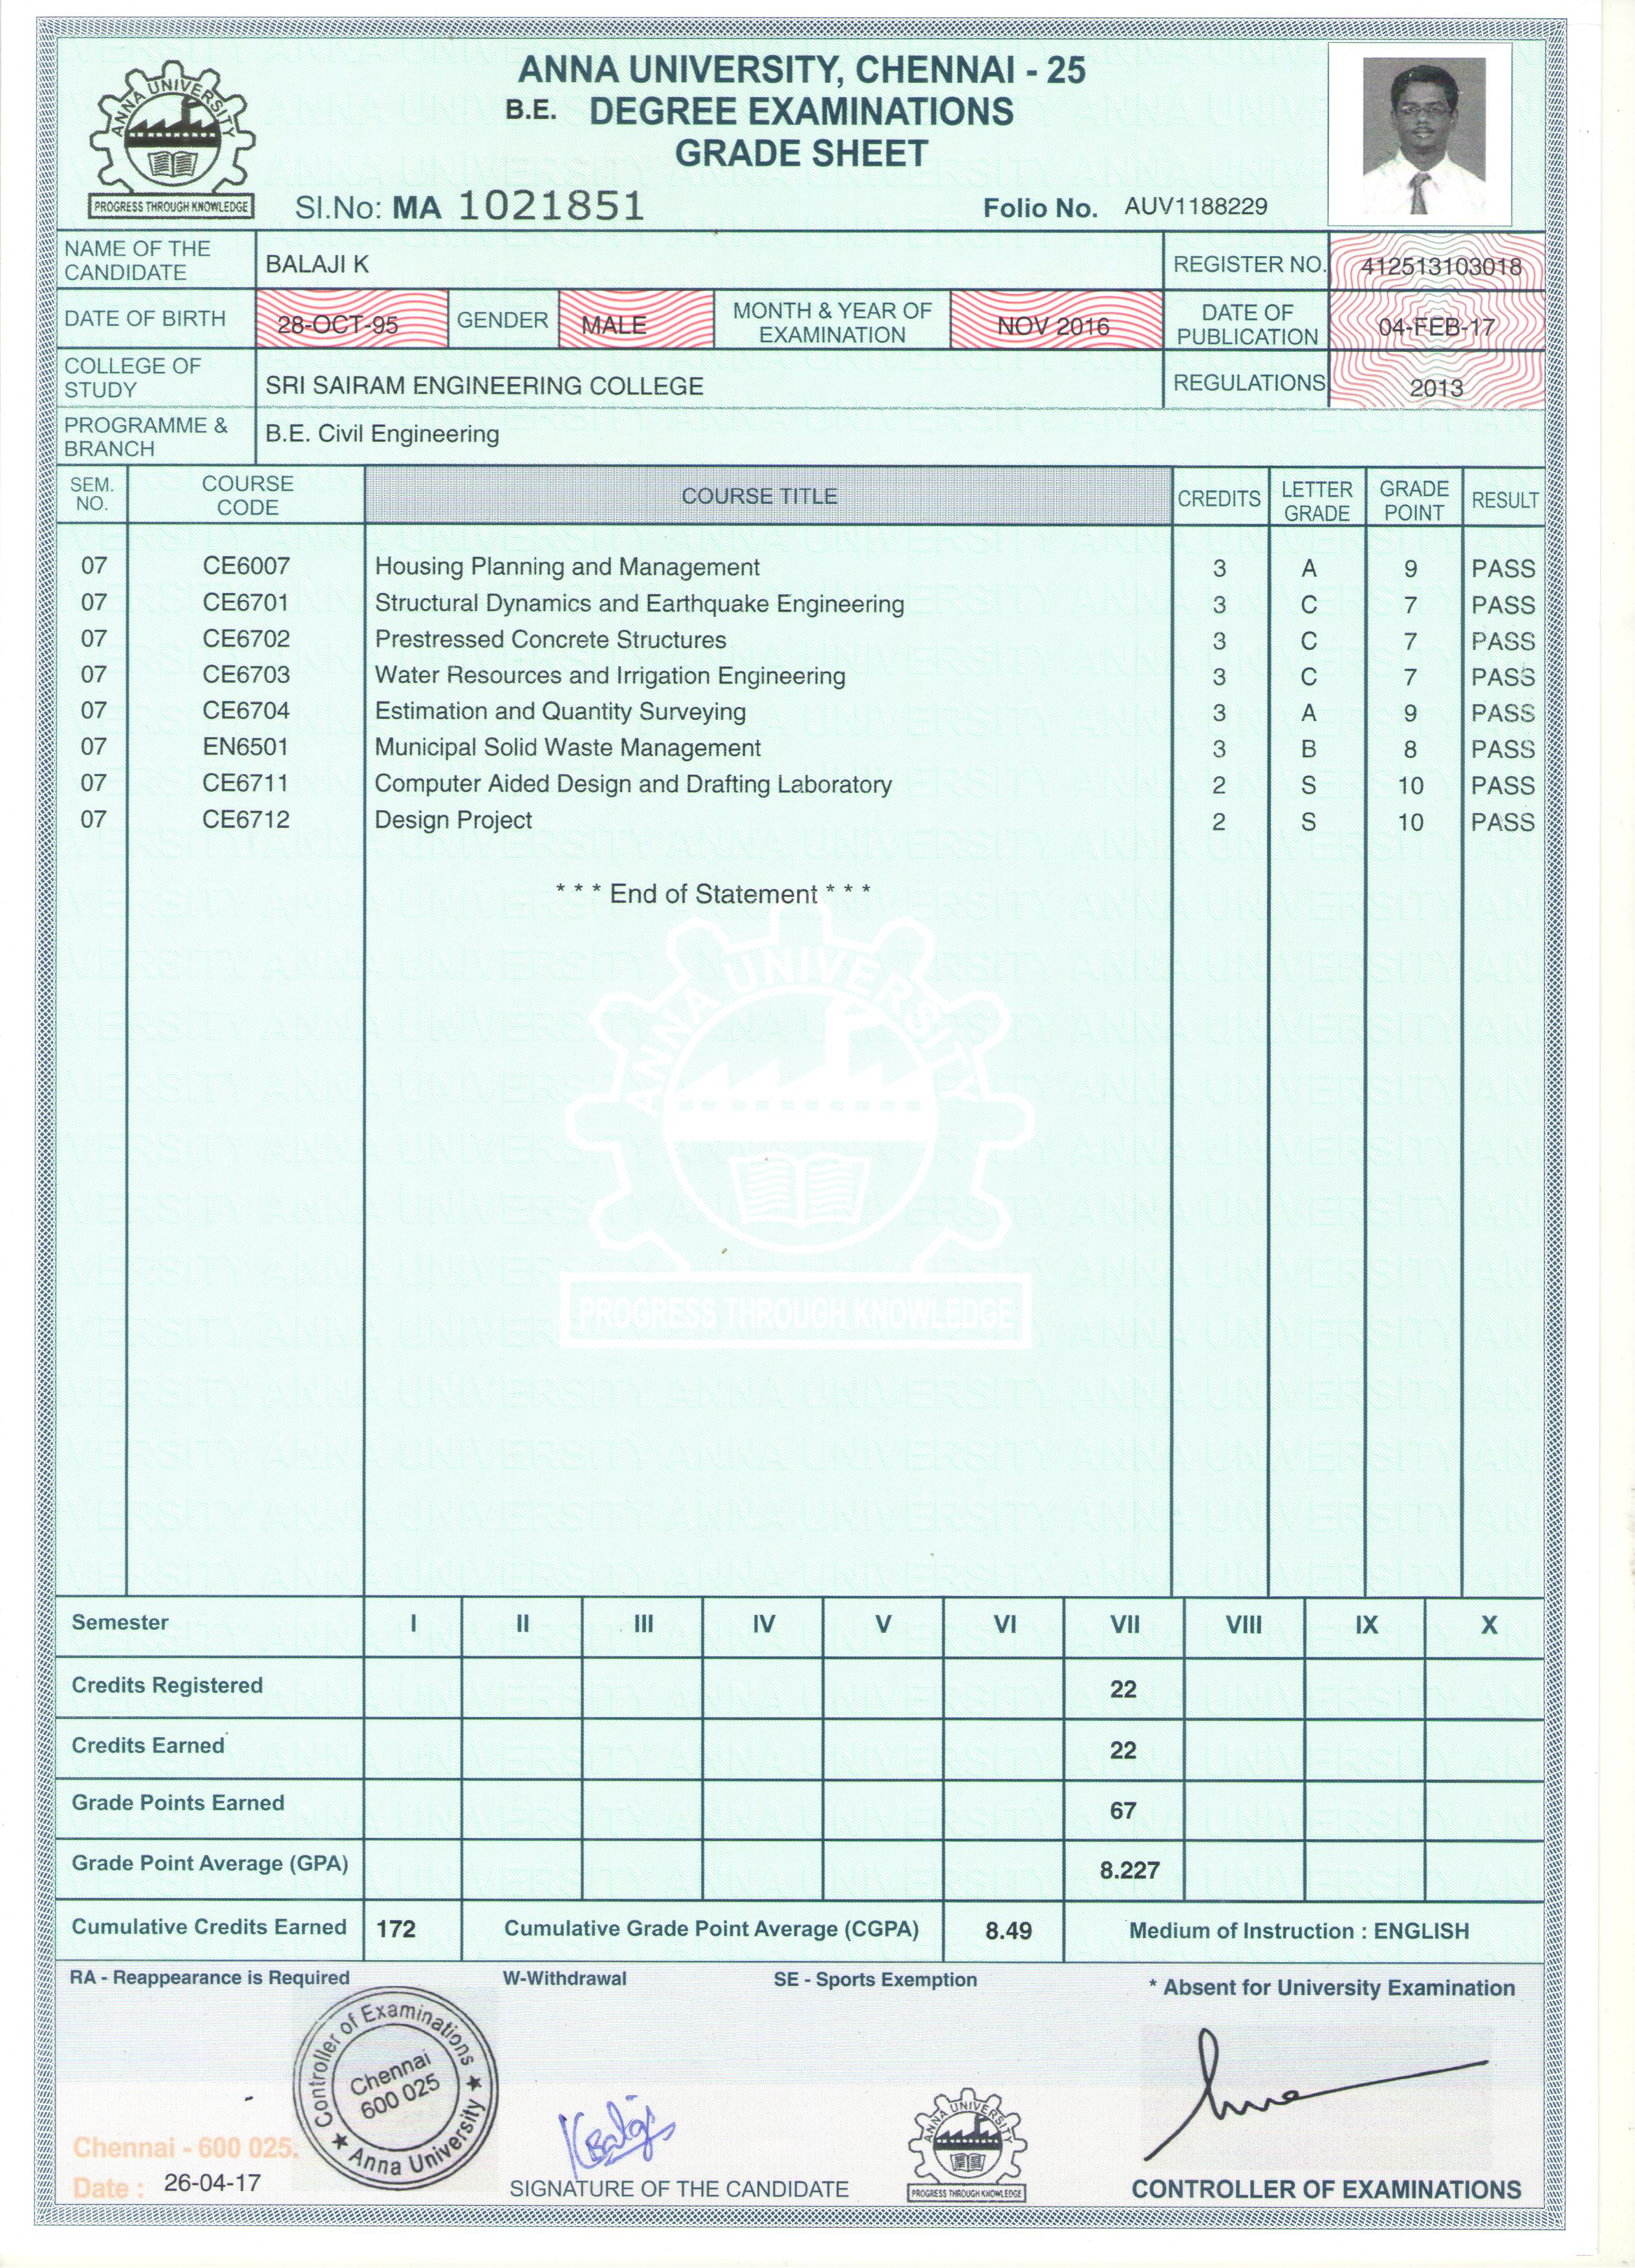 ANNA UNIVERSITY, CHENNAI - 25
B.E. DEGREE EXAMINATIONS
GRADE SHEET
ANNA UNIVERSITY
PROGRESS THROUGH KNOWLEDGE
Sl.No: MA 1021851
Folio No. AUV1188229
NAME OF THE CANDIDATE BALAJI K REGISTER NO. 412513103018
DATE OF BIRTH 28-OCT-95 GENDER MALE MONTH & YEAR OF EXAMINATION NOV 2016 DATE OF PUBLICATION 04-FEB-17
COLLEGE OF STUDY SRI SAIRAM ENGINEERING COLLEGE REGULATIONS 2013
PROGRAMME & BRANCH B.E. Civil Engineering
SEM. NO. COURSE CODE COURSE TITLE CREDITS LETTER GRADE GRADE POINT RESULT
07 CE6007 Housing Planning and Management 3 A 9 PASS
07 CE6701 Structural Dynamics and Earthquake Engineering 3 C 7 PASS
07 CE6702 Prestressed Concrete Structures 3 C 7 PASS
07 CE6703 Water Resources and Irrigation Engineering 3 C 7 PASS
07 CE6704 Estimation and Quantity Surveying 3 A 9 PASS
07 EN6501 Municipal Solid Waste Management 3 B 8 PASS
07 CE6711 Computer Aided Design and Drafting Laboratory 2 S 10 PASS
07 CE6712 Design Project 2 S 10 PASS
* * * End of Statement * * *
ANNA UNIVERSITY
PROGRESS THROUGH KNOWLEDGE
Semester I II III IV V VI VII VIII IX X
Credits Registered 22
Credits Earned 22
Grade Points Earned 67
Grade Point Average (GPA) 8.227
Cumulative Credits Earned 172 Cumulative Grade Point Average (CGPA) 8.49 Medium of Instruction : ENGLISH
RA - Reappearance is Required W-Withdrawal SE - Sports Exemption * Absent for University Examination
Controller of Examinations
Chennai
600 025
★ Anna University ★
Chennai - 600 025.
Date : 26-04-17
K Balaji
SIGNATURE OF THE CANDIDATE
ANNA UNIVERSITY
PROGRESS THROUGH KNOWLEDGE
CONTROLLER OF EXAMINATIONS